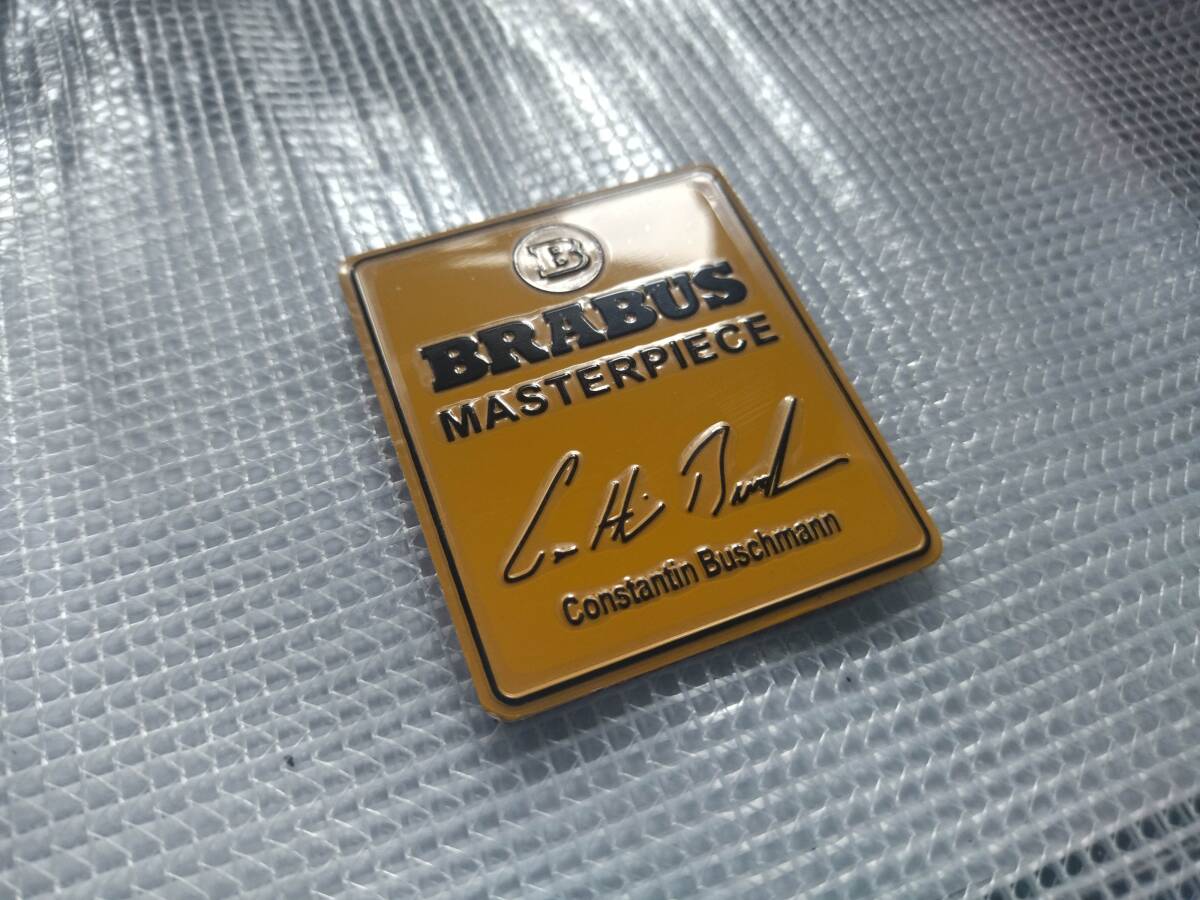 B
BRABUS
MASTERPIECE
Constantin Buschmann